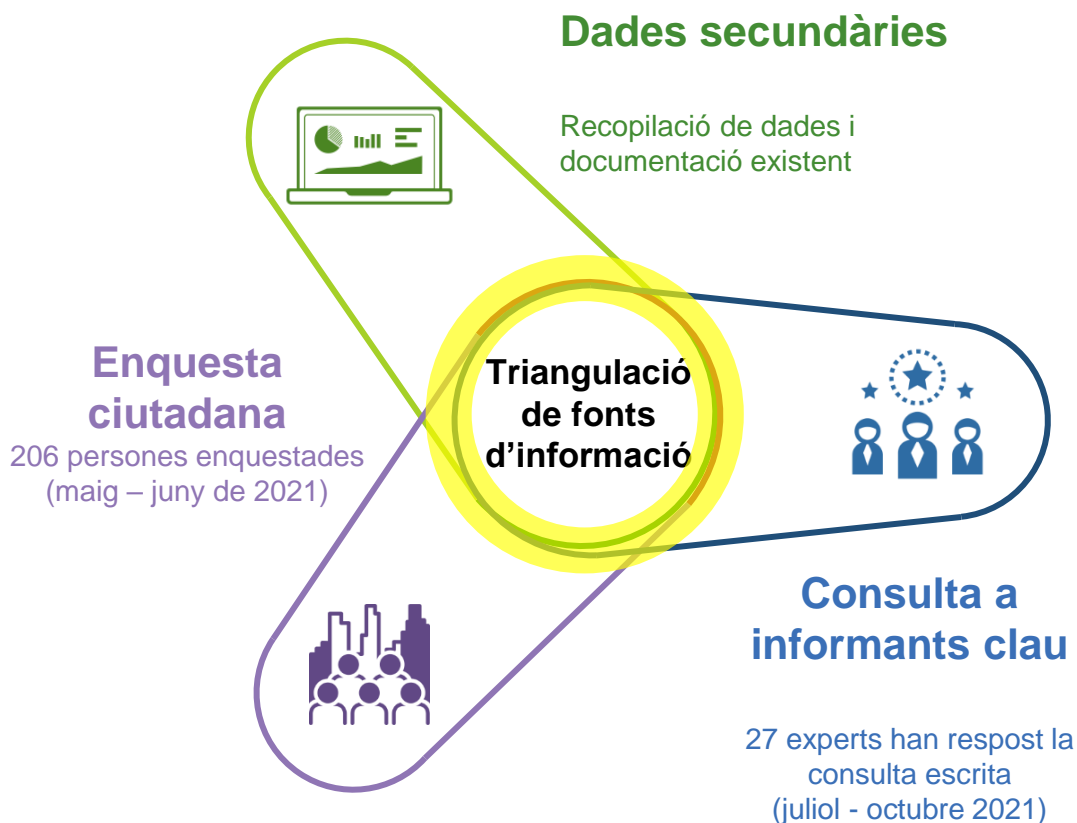 Dades secundàries
Recopilació de dades i
documentació existent
Enquesta
ciutadana
206 persones enquestades
(maig – juny de 2021)
Triangulació
de fonts
d’informació
Consulta a
informants clau
27 experts han respost la
consulta escrita
(juliol - octubre 2021)